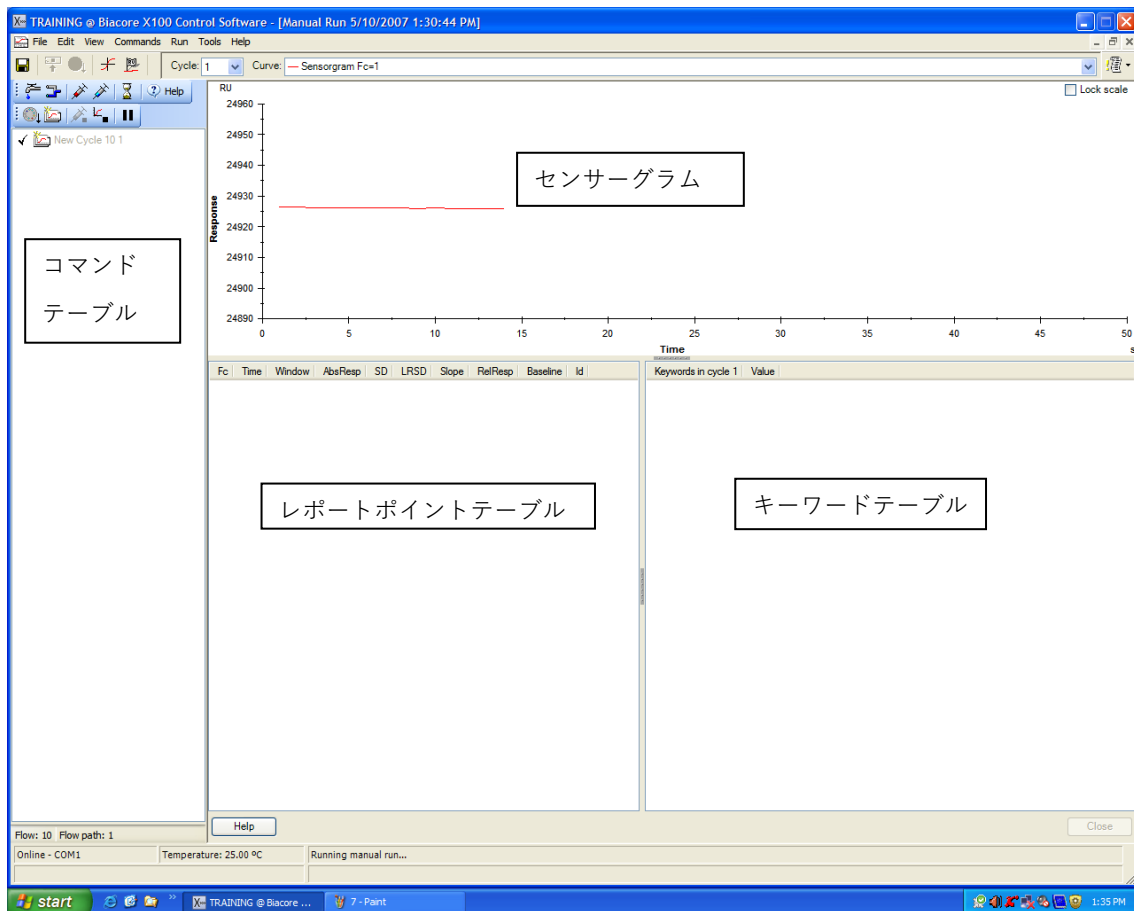 TRAINING @ Biacore X100 Control Software - [Manual Run 5/10/2007 1:30:44 PM]
File Edit View Commands Run Tools Help
Cycle: 1 Curve: Sensorgram Fc=1
Help
New Cycle 10 1
コマンド
テーブル
RU
Lock scale
24960
24950
24940
24930
24920
24910
24900
24890
Response
センサーグラム
0 5 10 15 20 25 30 35 40 45 50
Time
s
Fc Time Window AbsResp SD LRSD Slope RelResp Baseline Id
Keywords in cycle 1 Value
レポートポイントテーブル
キーワードテーブル
Help
Close
Flow: 10 Flow path: 1
Online - COM1 Temperature: 25.00 ºC Running manual run...
start TRAINING @ Biacore ... 7 - Paint 1:35 PM